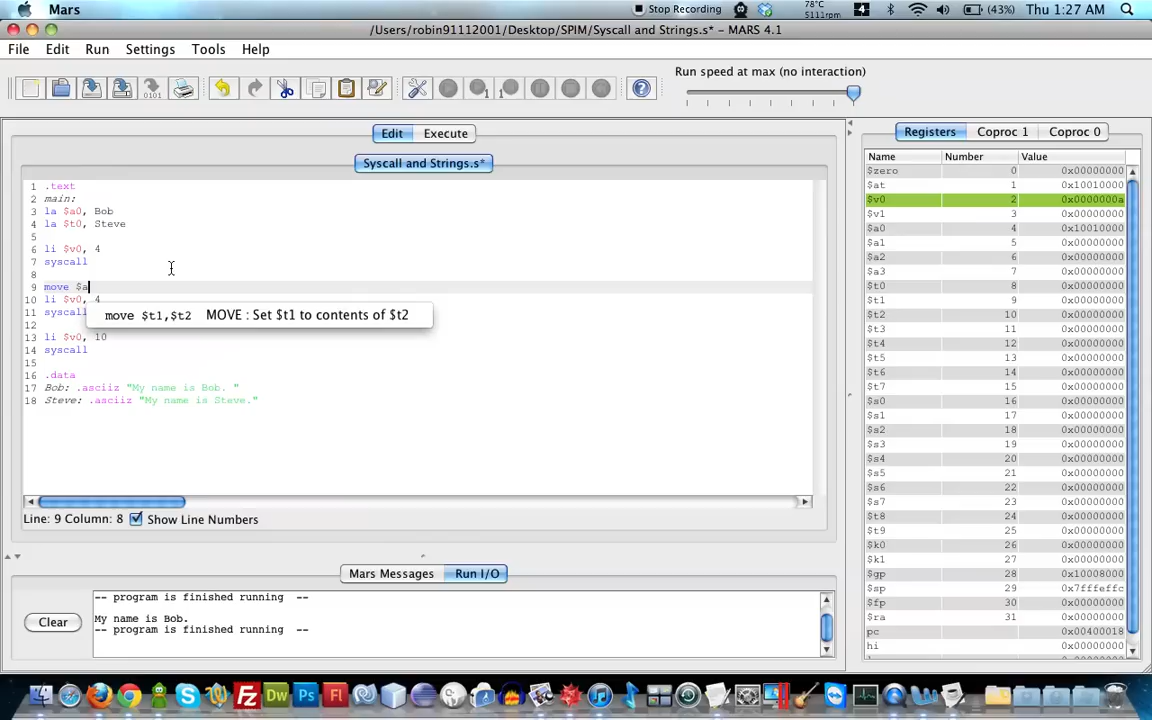 Mars
Stop Recording
78°C
5111rpm
4
(43%)
Thu 1:27 AM
/Users/robin91112001/Desktop/SPIM/Syscall and Strings.s* - MARS 4.1
File Edit Run Settings Tools Help
Run speed at max (no interaction)
Edit Execute
Syscall and Strings.s*
1 .text
2 main:
3 la $a0, Bob
4 la $t0, Steve
5
6 li $v0, 4
7 syscall
8
9 move $a
10 li $v0, 4
11 syscall
move $t1,$t2 MOVE : Set $t1 to contents of $t2
12
13 li $v0, 10
14 syscall
15
16 .data
17 Bob: .asciiz "My name is Bob. "
18 Steve: .asciiz "My name is Steve."
Line: 9 Column: 8 Show Line Numbers
Mars Messages Run I/O
Clear
-- program is finished running --
My name is Bob.
-- program is finished running --
Registers Coproc 1 Coproc 0
Name Number Value
$zero 0 0x00000000
$at 1 0x10010000
$v0 2 0x0000000a
$v1 3 0x00000000
$a0 4 0x10010000
$a1 5 0x00000000
$a2 6 0x00000000
$a3 7 0x00000000
$t0 8 0x00000000
$t1 9 0x00000000
$t2 10 0x00000000
$t3 11 0x00000000
$t4 12 0x00000000
$t5 13 0x00000000
$t6 14 0x00000000
$t7 15 0x00000000
$s0 16 0x00000000
$s1 17 0x00000000
$s2 18 0x00000000
$s3 19 0x00000000
$s4 20 0x00000000
$s5 21 0x00000000
$s6 22 0x00000000
$s7 23 0x00000000
$t8 24 0x00000000
$t9 25 0x00000000
$k0 26 0x00000000
$k1 27 0x00000000
$gp 28 0x10008000
$sp 29 0x7fffeffc
$fp 30 0x00000000
$ra 31 0x00000000
pc 0x00400018
hi 0x00000000
Dw Ps Fl